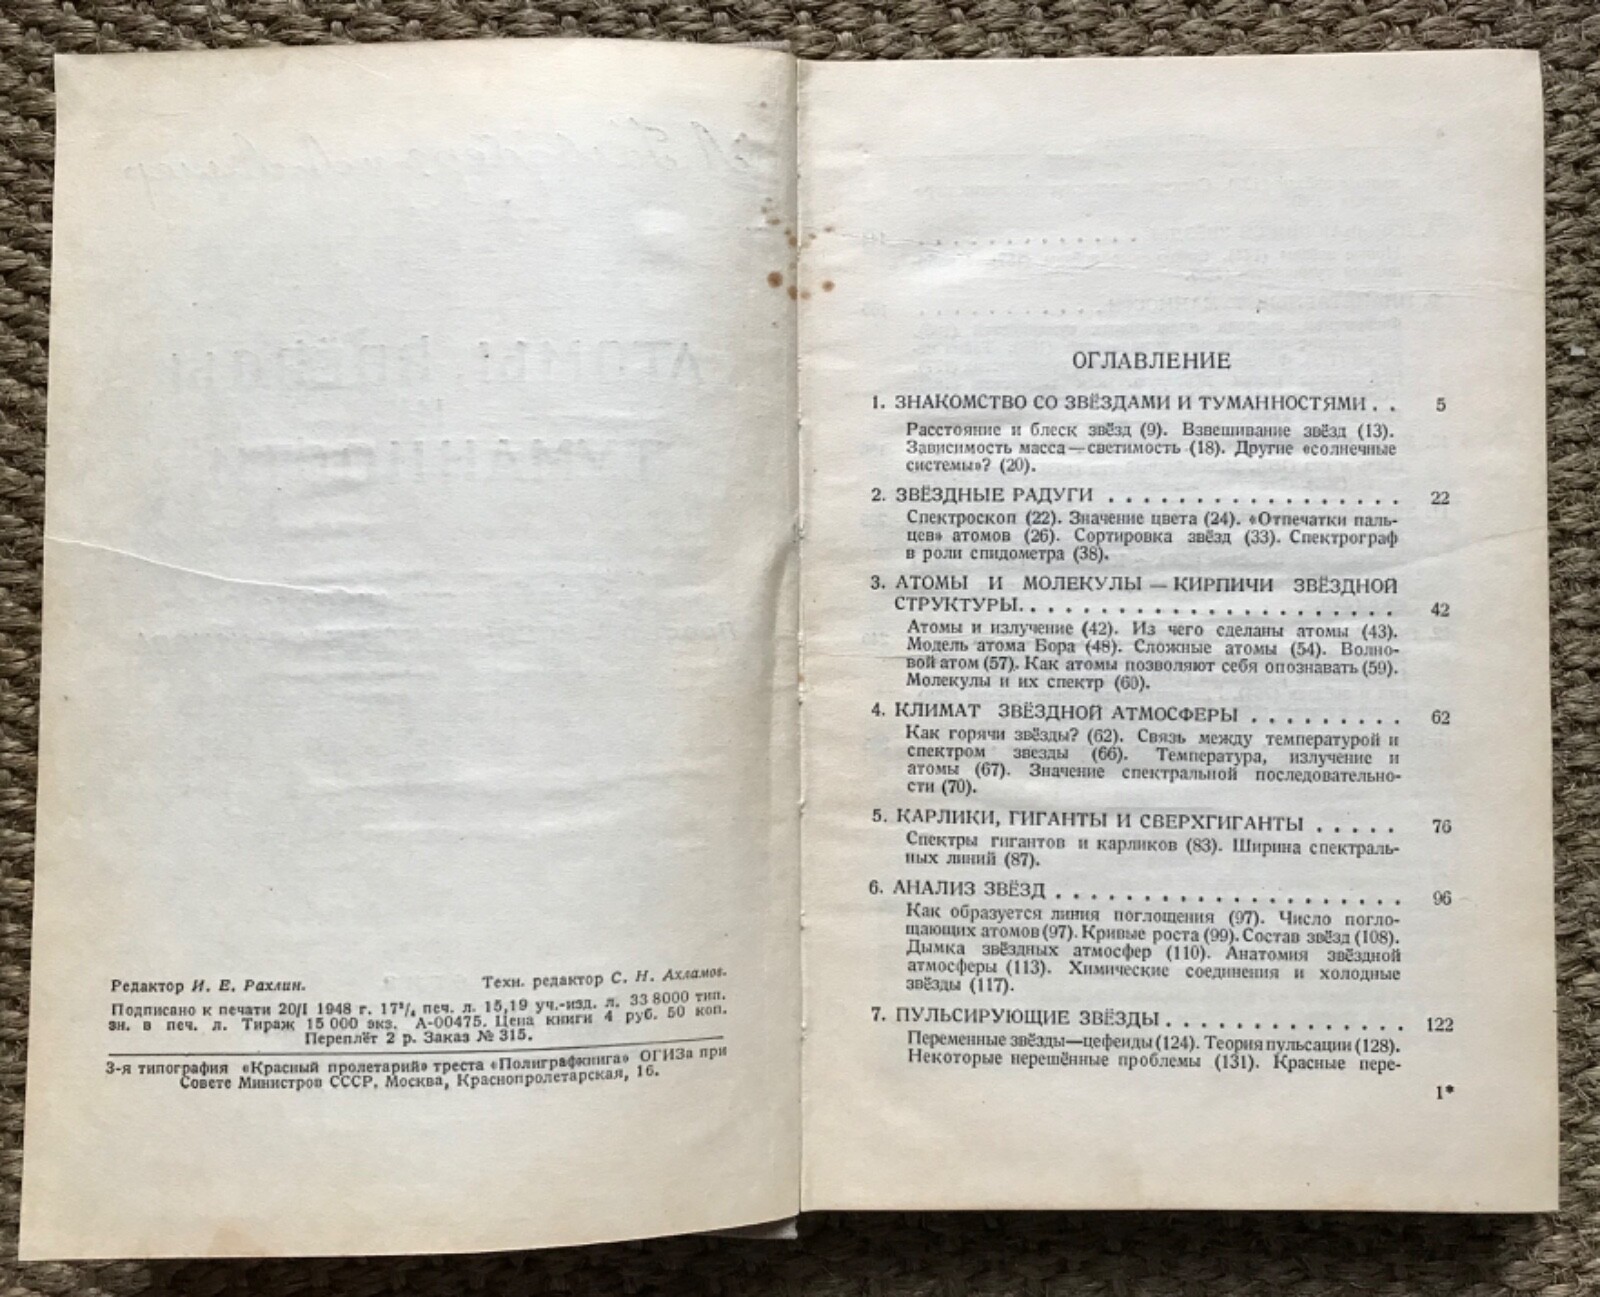 Редактор И. Е. Рахлин. Техн. редактор С. Н. Ахламов.
Подписано к печати 20/I 1948 г. 17³/₄ печ. л. 15,19 уч.-изд. л. 33 8000 тип.
зн. в печ. л. Тираж 15 000 экз. А-00475. Цена книги 4 руб. 50 коп.
Переплёт 2 р. Заказ № 315.
3-я типография «Красный пролетарий» треста «Полиграфкнига» ОГИЗа при
Совете Министров СССР. Москва, Краснопролетарская, 16.
ОГЛАВЛЕНИЕ
1. ЗНАКОМСТВО СО ЗВЁЗДАМИ И ТУМАННОСТЯМИ . . 5
Расстояние и блеск звёзд (9). Взвешивание звёзд (13).
Зависимость масса—светимость (18). Другие «солнечные
системы»? (20).
2. ЗВЁЗДНЫЕ РАДУГИ . . . . . . . . . . . . . . . . . 22
Спектроскоп (22). Значение цвета (24). «Отпечатки паль-
цев» атомов (26). Сортировка звёзд (33). Спектрограф
в роли спидометра (38).
3. АТОМЫ И МОЛЕКУЛЫ — КИРПИЧИ ЗВЁЗДНОЙ
СТРУКТУРЫ. . . . . . . . . . . . . . . . . . . . . . 42
Атомы и излучение (42). Из чего сделаны атомы (43).
Модель атома Бора (48). Сложные атомы (54). Волно-
вой атом (57). Как атомы позволяют себя опознавать (59).
Молекулы и их спектр (60).
4. КЛИМАТ ЗВЁЗДНОЙ АТМОСФЕРЫ . . . . . . . . . 62
Как горячи звёзды? (62). Связь между температурой и
спектром звезды (66). Температура, излучение и
атомы (67). Значение спектральной последовательно-
сти (70).
5. КАРЛИКИ, ГИГАНТЫ И СВЕРХГИГАНТЫ . . . . . 76
Спектры гигантов и карликов (83). Ширина спектраль-
ных линий (87).
6. АНАЛИЗ ЗВЁЗД . . . . . . . . . . . . . . . . . . . . 96
Как образуется линия поглощения (97). Число погло-
щающих атомов (97). Кривые роста (99). Состав звёзд (108).
Дымка звёздных атмосфер (110). Анатомия звёздной
атмосферы (113). Химические соединения и холодные
звёзды (117).
7. ПУЛЬСИРУЮЩИЕ ЗВЁЗДЫ . . . . . . . . . . . . . . 122
Переменные звёзды—цефеиды (124). Теория пульсации (128).
Некоторые нерешённые проблемы (131). Красные пере-
1*